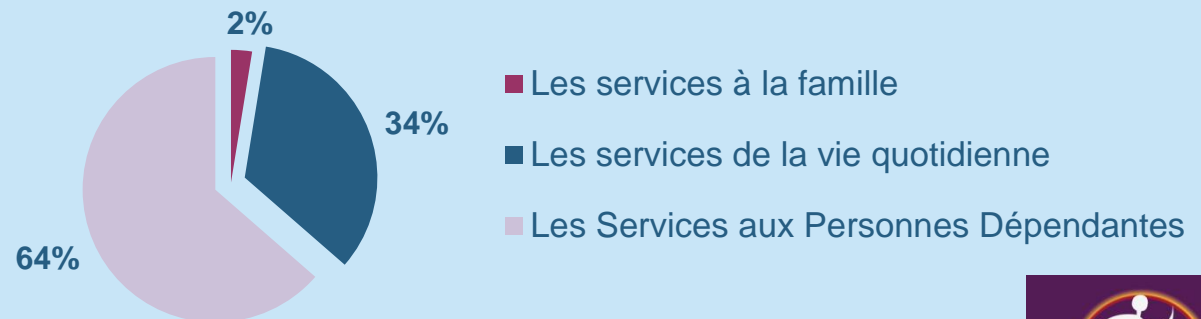 2%
34%
64%
Les services à la famille
Les services de la vie quotidienne
Les Services aux Personnes Dépendantes